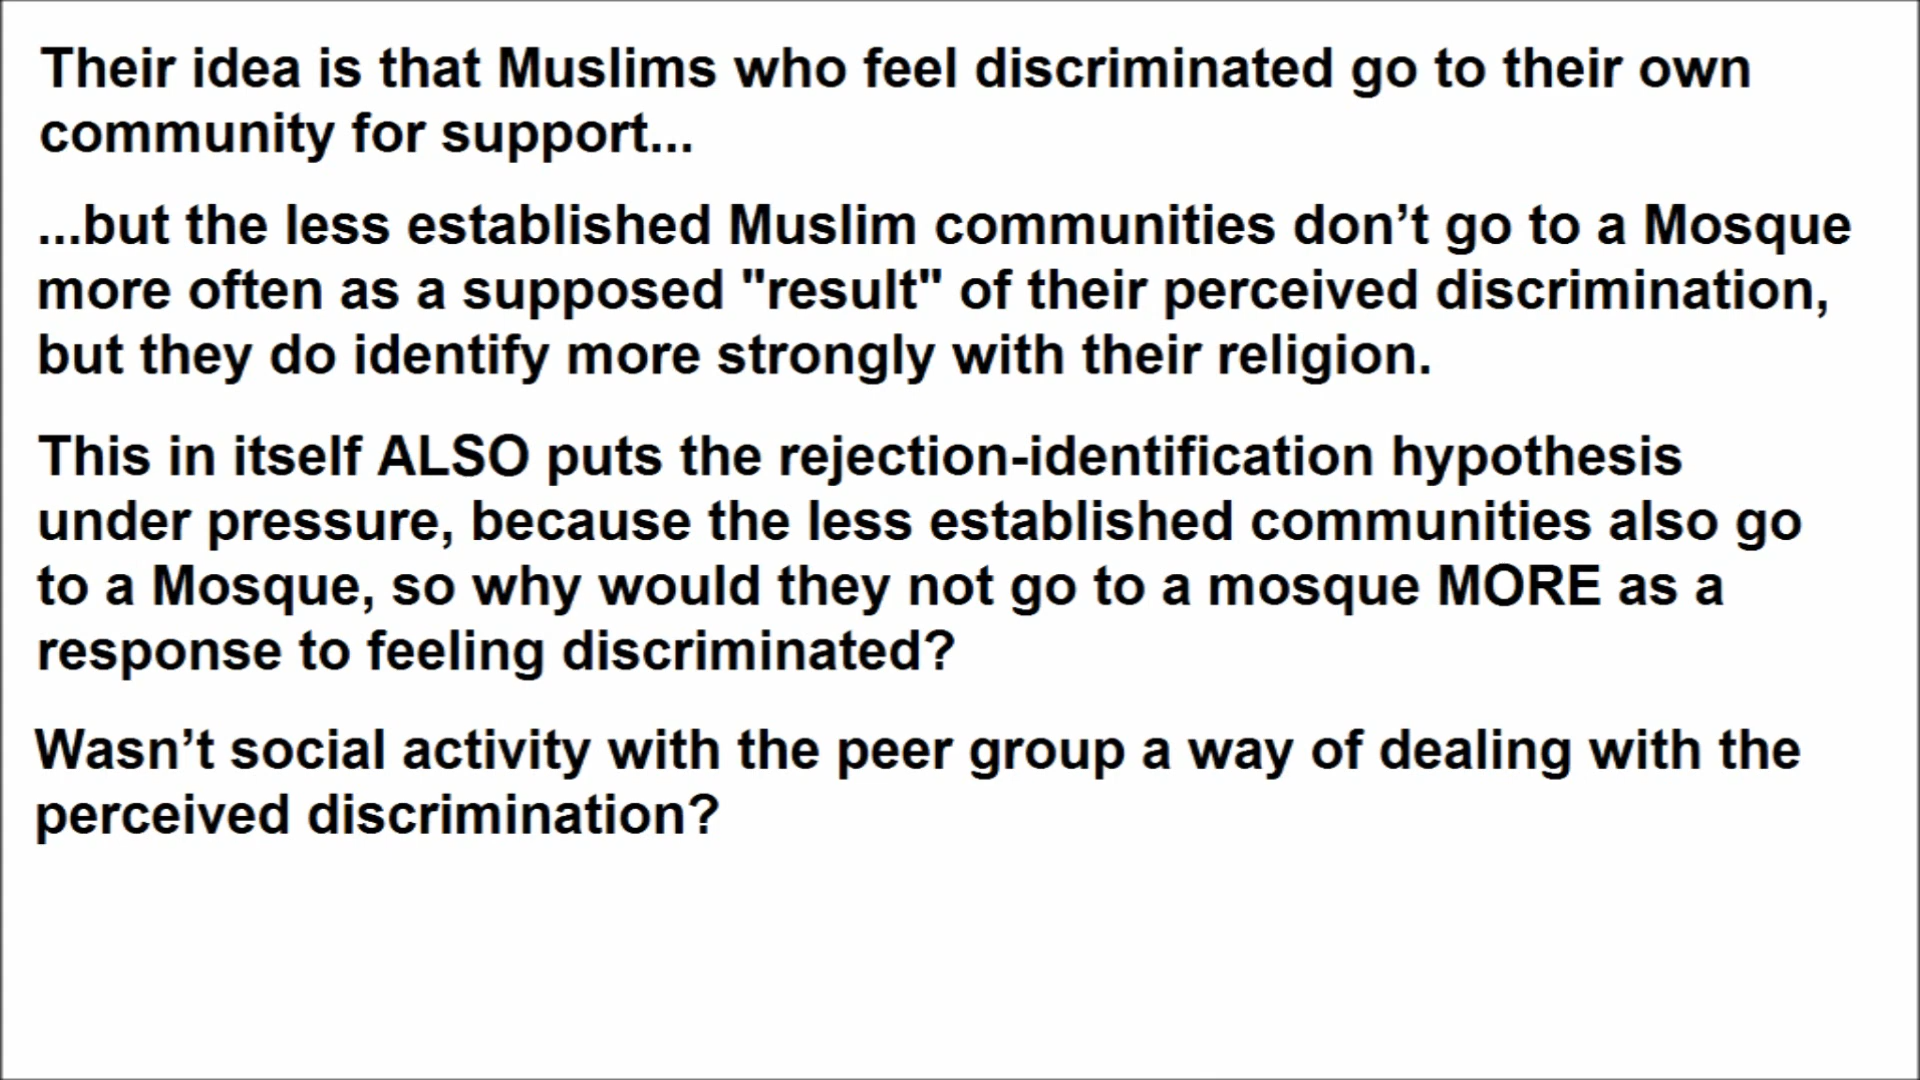 Their idea is that Muslims who feel discriminated go to their own
community for support...
...but the less established Muslim communities don’t go to a Mosque
more often as a supposed "result" of their perceived discrimination,
but they do identify more strongly with their religion.
This in itself ALSO puts the rejection-identification hypothesis
under pressure, because the less established communities also go
to a Mosque, so why would they not go to a mosque MORE as a
response to feeling discriminated?
Wasn’t social activity with the peer group a way of dealing with the
perceived discrimination?